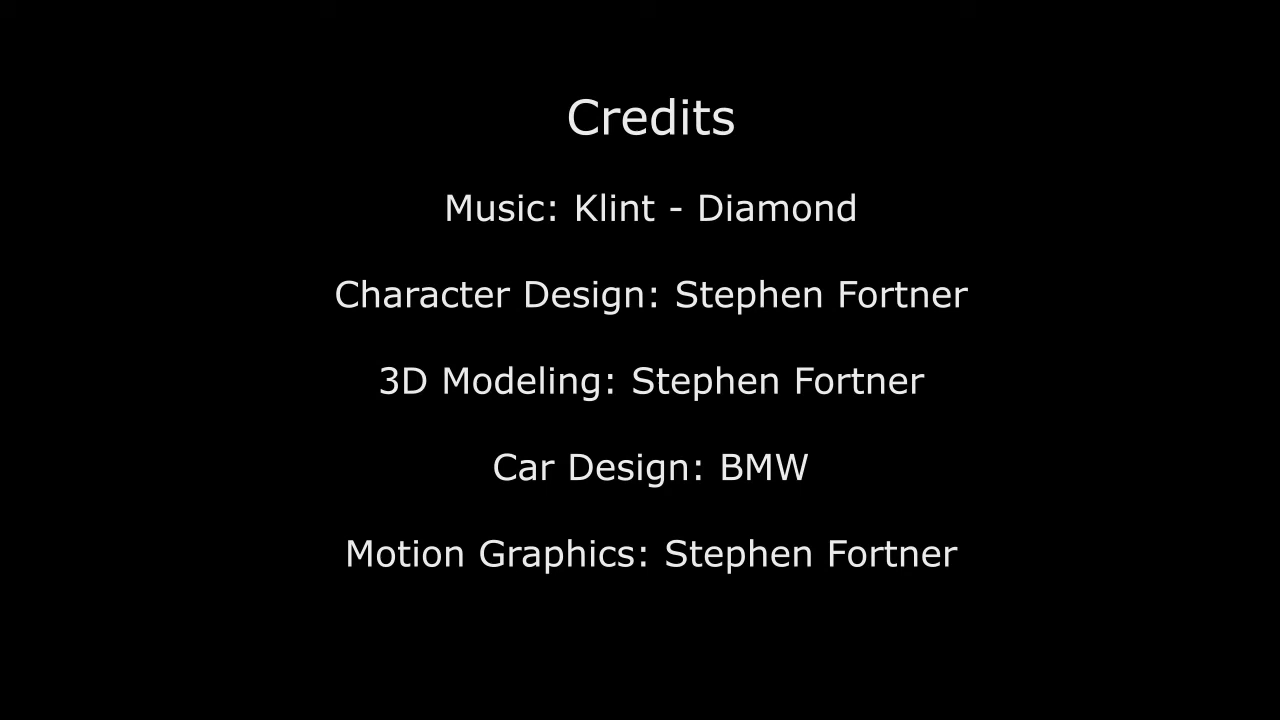 Credits
Music: Klint - Diamond
Character Design: Stephen Fortner
3D Modeling: Stephen Fortner
Car Design: BMW
Motion Graphics: Stephen Fortner